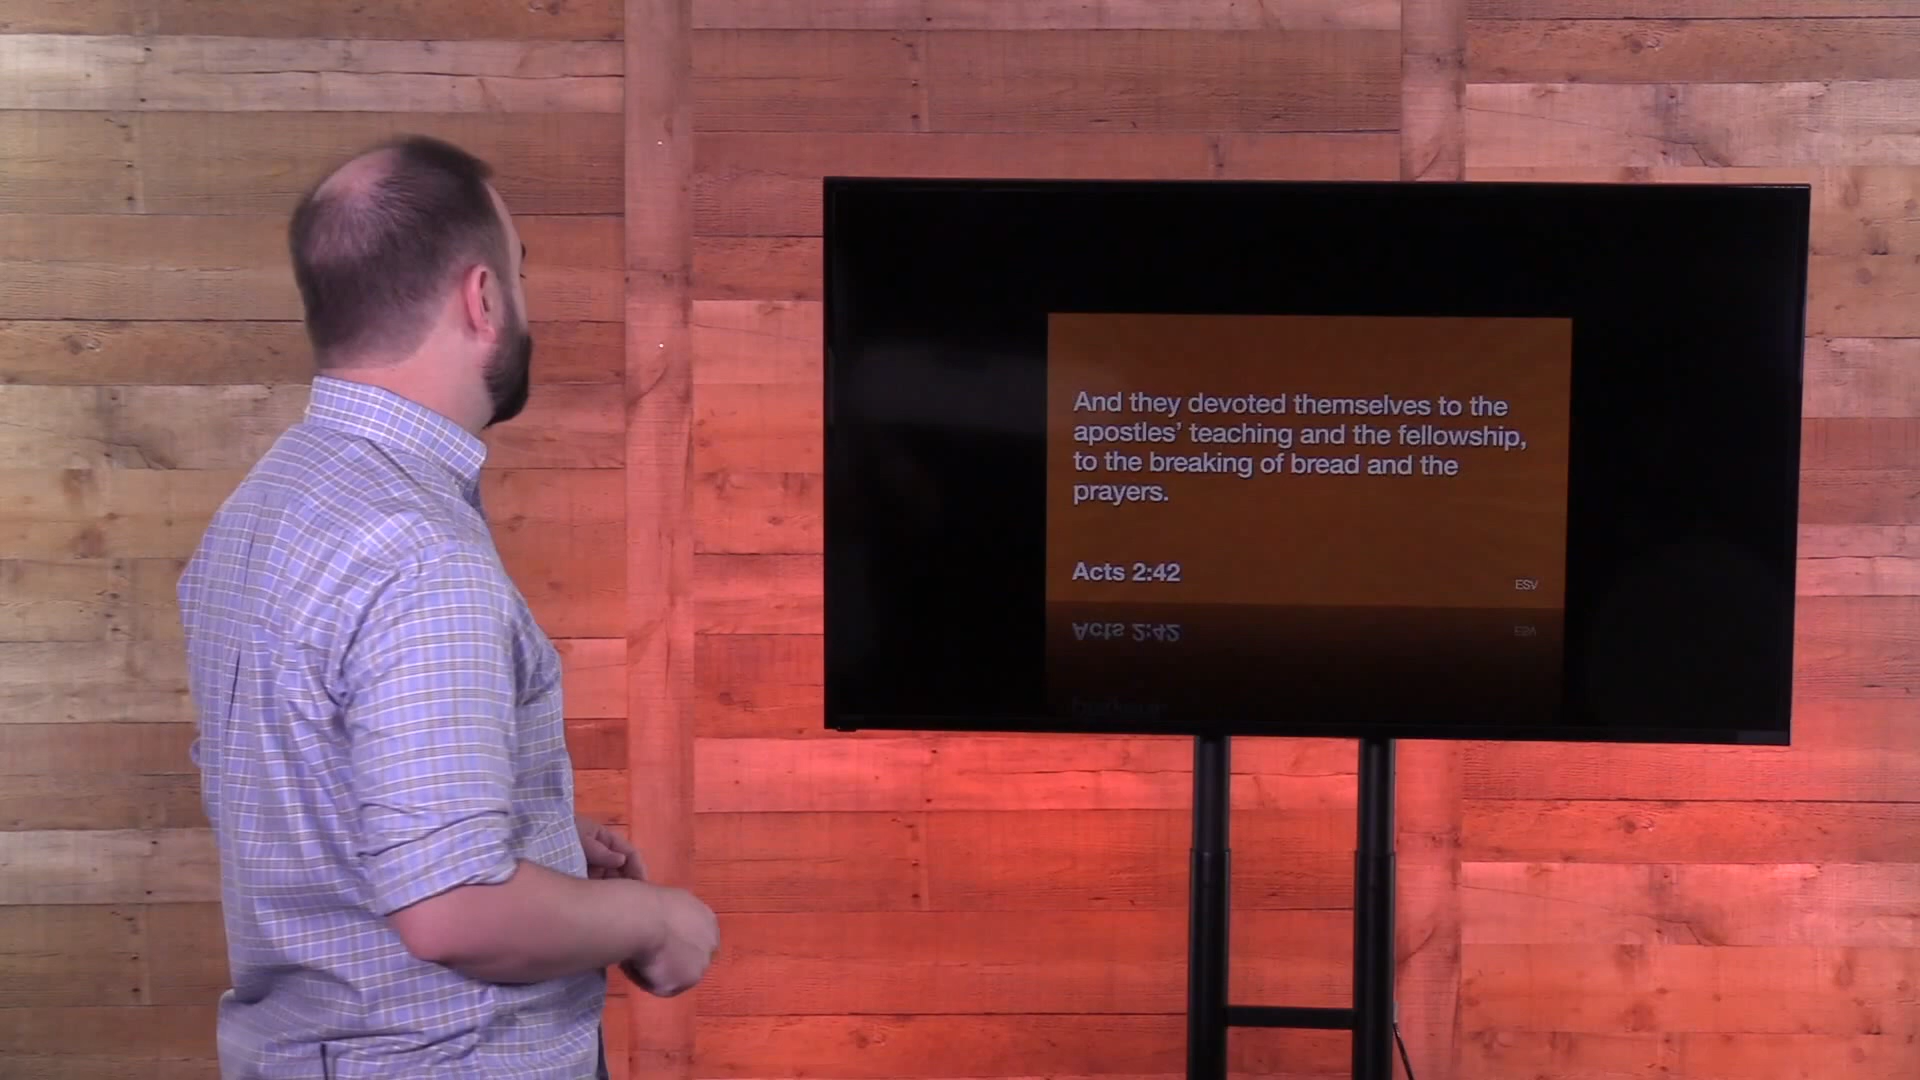 And they devoted themselves to the
apostles’ teaching and the fellowship,
to the breaking of bread and the
prayers.
Acts 2:42
ESV